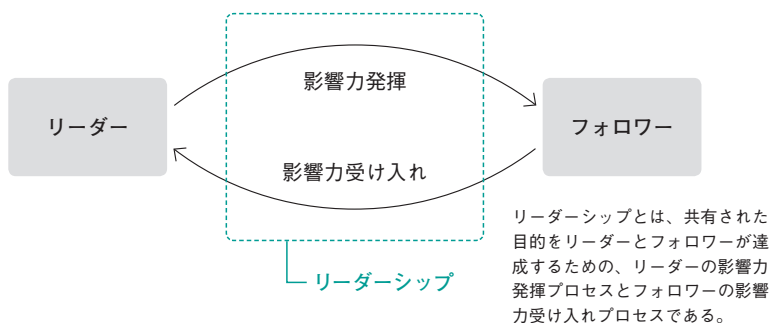 影響力発揮
リーダー
フォロワー
影響力受け入れ
リーダーシップ
リーダーシップとは、共有された
目的をリーダーとフォロワーが達
成するための、リーダーの影響力
発揮プロセスとフォロワーの影響
力受け入れプロセスである。